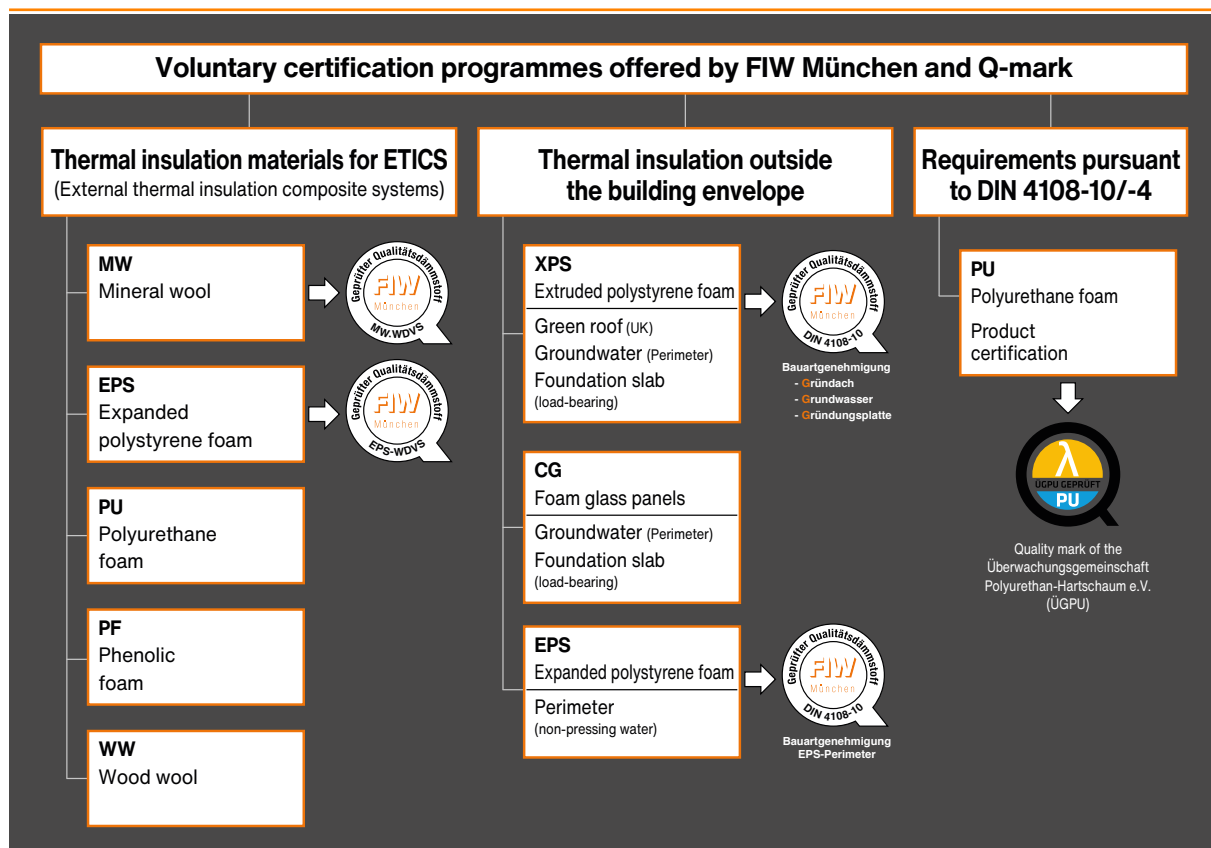 Voluntary certification programmes offered by FIW München and Q-mark
Thermal insulation materials for ETICS
(External thermal insulation composite systems)
MW
Mineral wool
Geprüfter Qualitätsdämmstoff
FIW
München
MW-WDVS
EPS
Expanded
polystyrene foam
Geprüfter Qualitätsdämmstoff
FIW
München
EPS-WDVS
PU
Polyurethane
foam
PF
Phenolic
foam
WW
Wood wool
Thermal insulation outside
the building envelope
XPS
Extruded polystyrene foam
Green roof (UK)
Groundwater (Perimeter)
Foundation slab
(load-bearing)
Geprüfter Qualitätsdämmstoff
FIW
München
DIN 4108-10
Bauartgenehmigung
- Gründach
- Grundwasser
- Gründungsplatte
CG
Foam glass panels
Groundwater (Perimeter)
Foundation slab
(load-bearing)
EPS
Expanded polystyrene foam
Perimeter
(non-pressing water)
Geprüfter Qualitätsdämmstoff
FIW
München
DIN 4108-10
Bauartgenehmigung
EPS-Perimeter
Requirements pursuant
to DIN 4108-10/-4
PU
Polyurethane foam
Product
certification
λ
ÜGPU GEPRÜFT
PU
Quality mark of the
Überwachungsgemeinschaft
Polyurethan-Hartschaum e.V.
(ÜGPU)